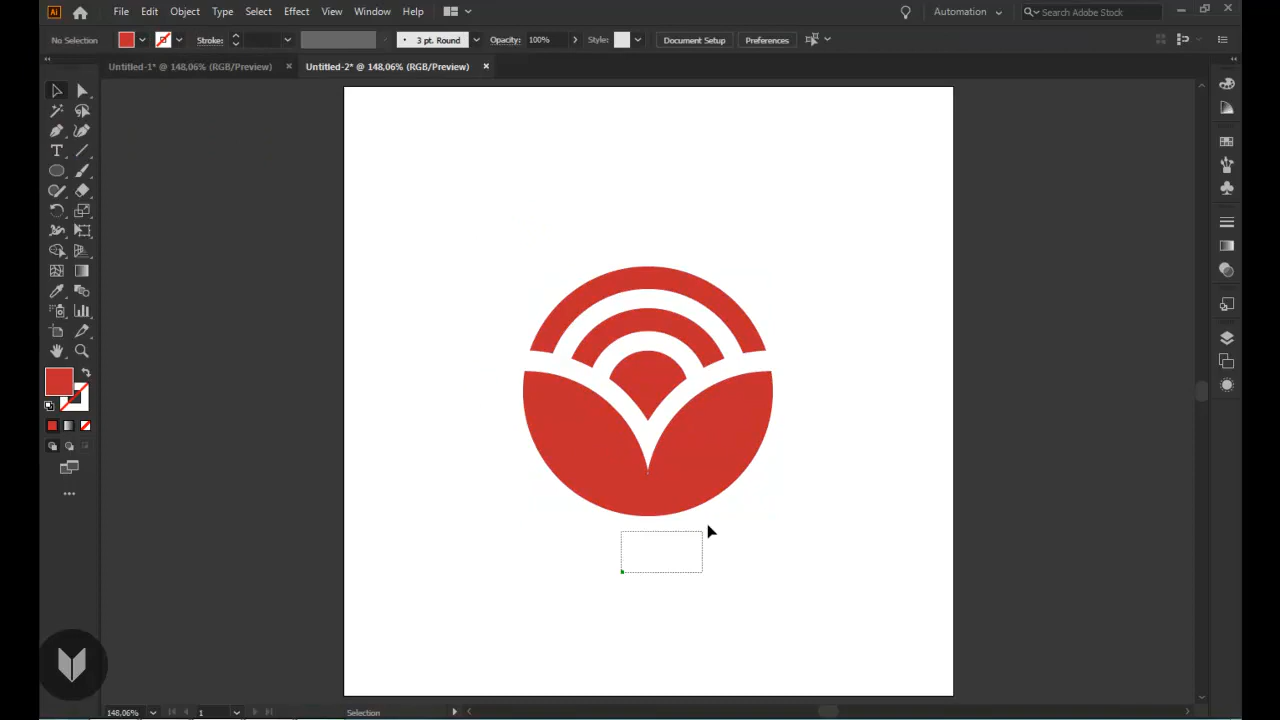 Ai File Edit Object Type Select Effect View Window Help Automation Search Adobe Stock
No Selection Stroke: 3 pt. Round Opacity: 100% Style: Document Setup Preferences
Untitled-1* @ 148,06% (RGB/Preview) × Untitled-2* @ 148,06% (RGB/Preview) ×
148,06% 1 Selection